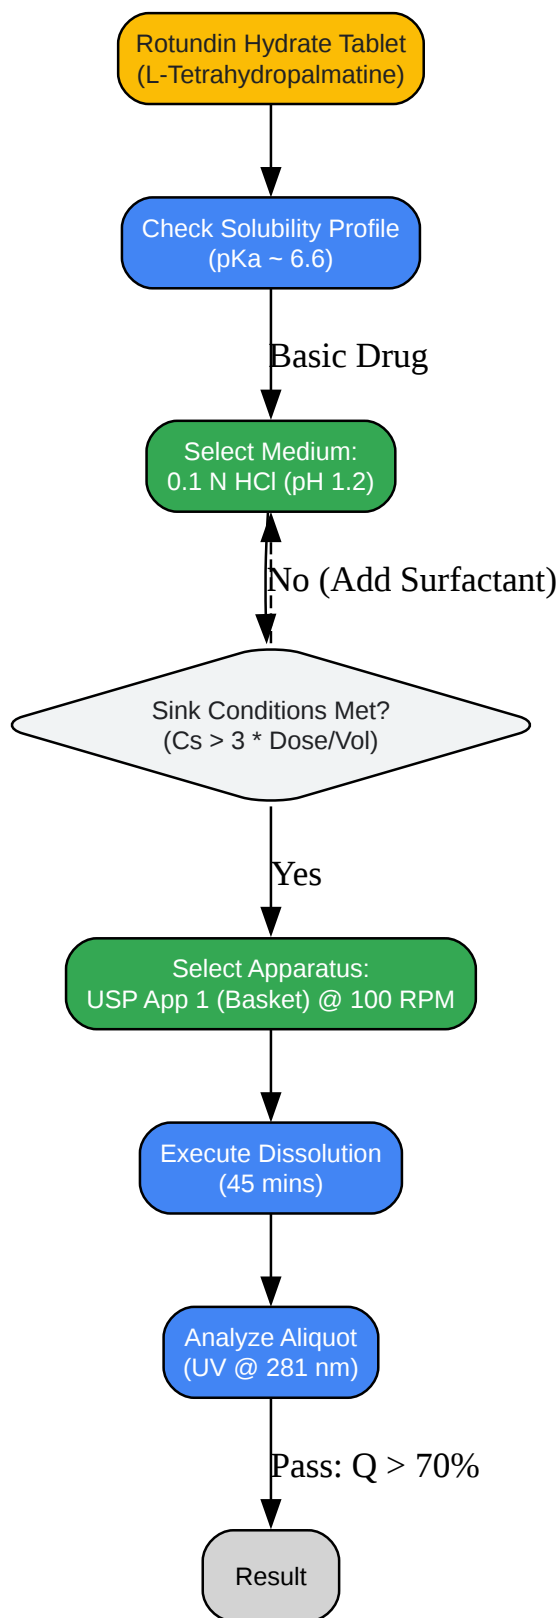 Rotundin Hydrate Tablet
(L-Tetrahydropalmatine)
Check Solubility Profile
(pKa ~ 6.6)
Basic Drug
Select Medium:
0.1 N HCl (pH 1.2)
No (Add Surfactant)
Sink Conditions Met?
(Cs > 3 * Dose/Vol)
Yes
Select Apparatus:
USP App 1 (Basket) @ 100 RPM
Execute Dissolution
(45 mins)
Analyze Aliquot
(UV @ 281 nm)
Pass: Q > 70%
Result